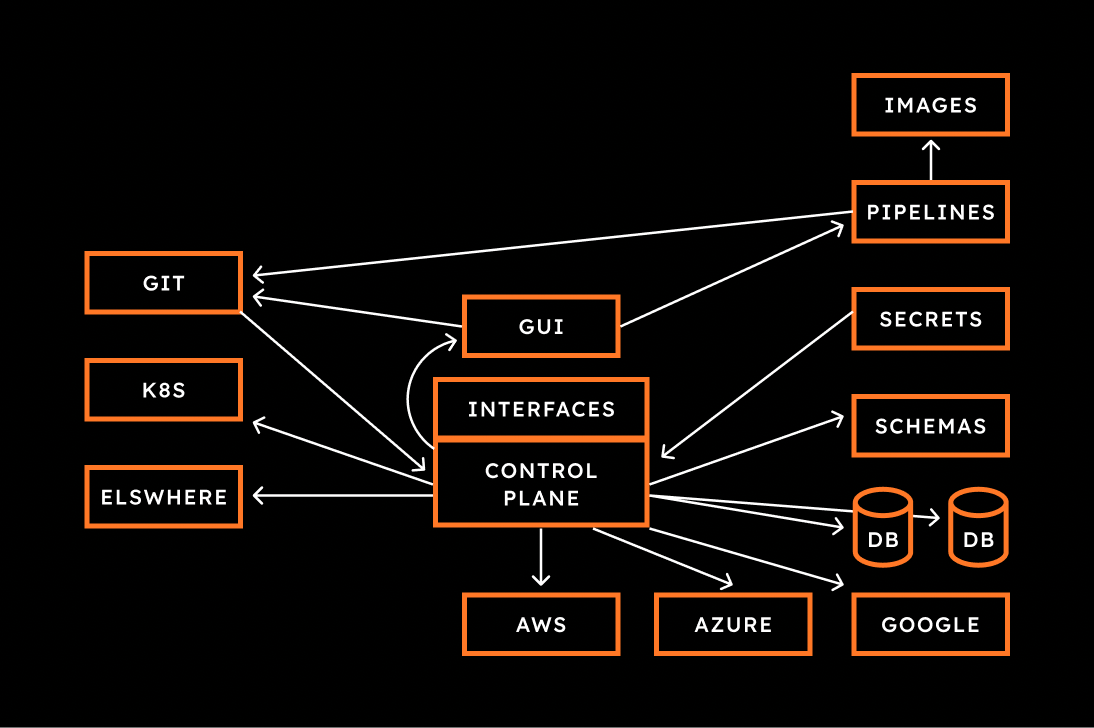 IMAGES
PIPELINES
GIT
GUI
SECRETS
K8S
INTERFACES
SCHEMAS
CONTROL
PLANE
ELSWHERE
DB
DB
AWS
AZURE
GOOGLE